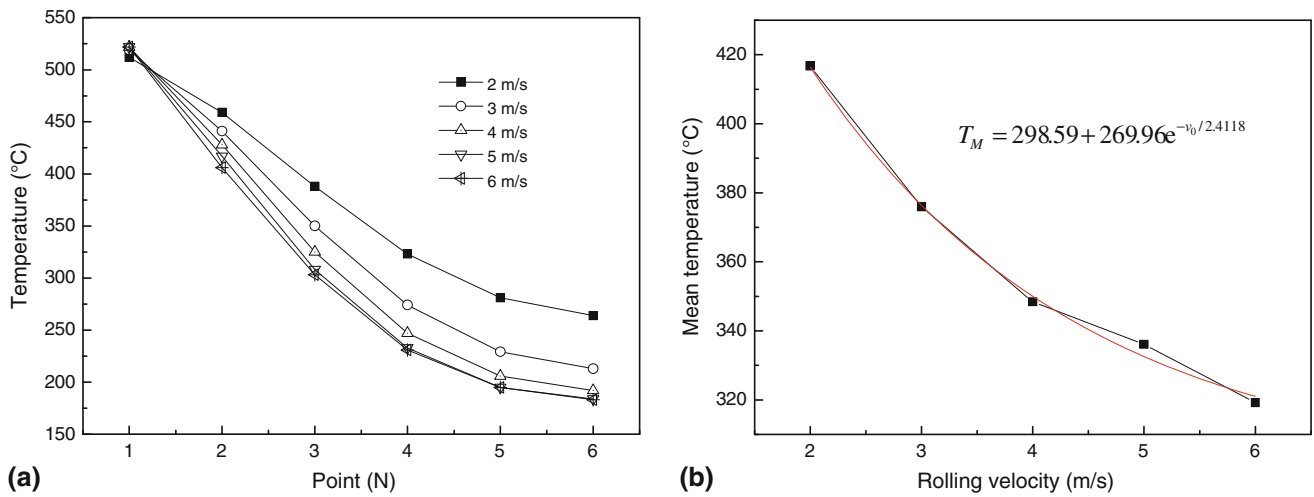 550
500
450
400
350
300
250
200
150
Temperature (°C)
1 2 3 4 5 6
Point (N)
2 m/s
3 m/s
4 m/s
5 m/s
6 m/s
(a)
420
400
380
360
340
320
Mean temperature (°C)
T_M = 298.59 + 269.96e^{-v_0/2.4118}
2 3 4 5 6
Rolling velocity (m/s)
(b)